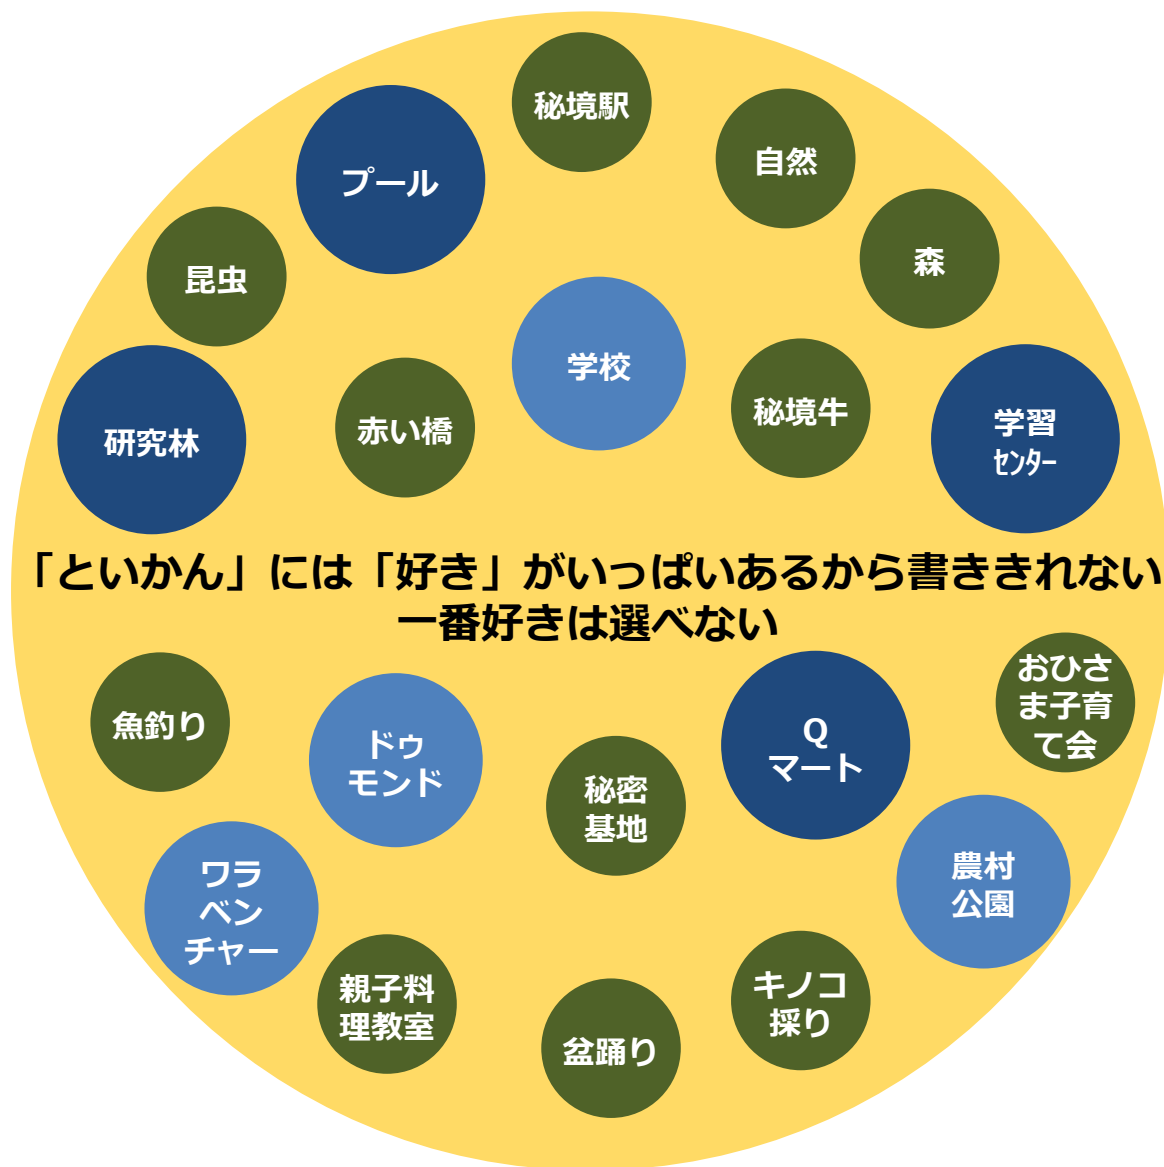 秘境駅
自然
プール
森
昆虫
学校
秘境牛
赤い橋
研究林
学習
ｾﾝﾀｰ
「といかん」には「好き」がいっぱいあるから書ききれない
一番好きは選べない
おひさ
ま子育
て会
魚釣り
ドゥ
モンド
Q
マート
秘密
基地
農村
公園
ワラ
ベン
チャー
親子料
理教室
キノコ
採り
盆踊り